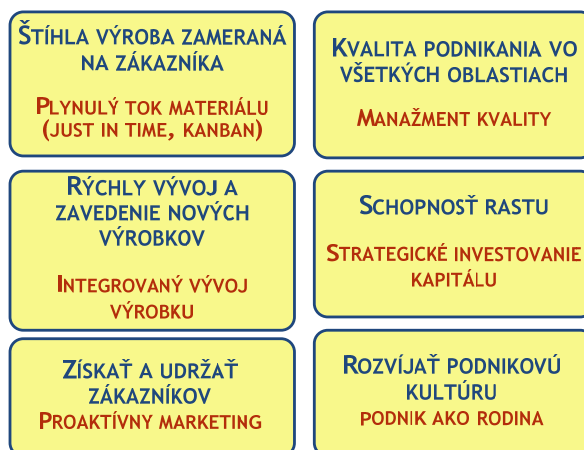 ŠTÍHLA VÝROBA ZAMERANÁ
NA ZÁKAZNÍKA
PLYNULÝ TOK MATERIÁLU
(JUST IN TIME, KANBAN)
KVALITA PODNIKANIA VO
VŠETKÝCH OBLASTIACH
MANAŽMENT KVALITY
RÝCHLY VÝVOJ A
ZAVEDENIE NOVÝCH
VÝROBKOV
INTEGROVANÝ VÝVOJ
VÝROBKU
SCHOPNOSŤ RASTU
STRATEGICKÉ INVESTOVANIE
KAPITÁLU
ZÍSKAŤ A UDRŽAŤ
ZÁKAZNÍKOV
PROAKTÍVNY MARKETING
ROZVÍJAŤ PODNIKOVÚ
KULTÚRU
PODNIK AKO RODINA